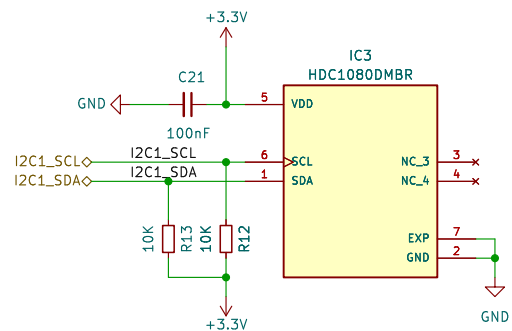 +3.3V
IC3
HDC1080DMBR
C21
GND
100nF
5 VDD
I2C1_SCL I2C1_SCL 6 SCL NC_3 3
I2C1_SDA I2C1_SDA 1 SDA NC_4 4
10K R13 10K R12
EXP 7
GND 2
GND
+3.3V